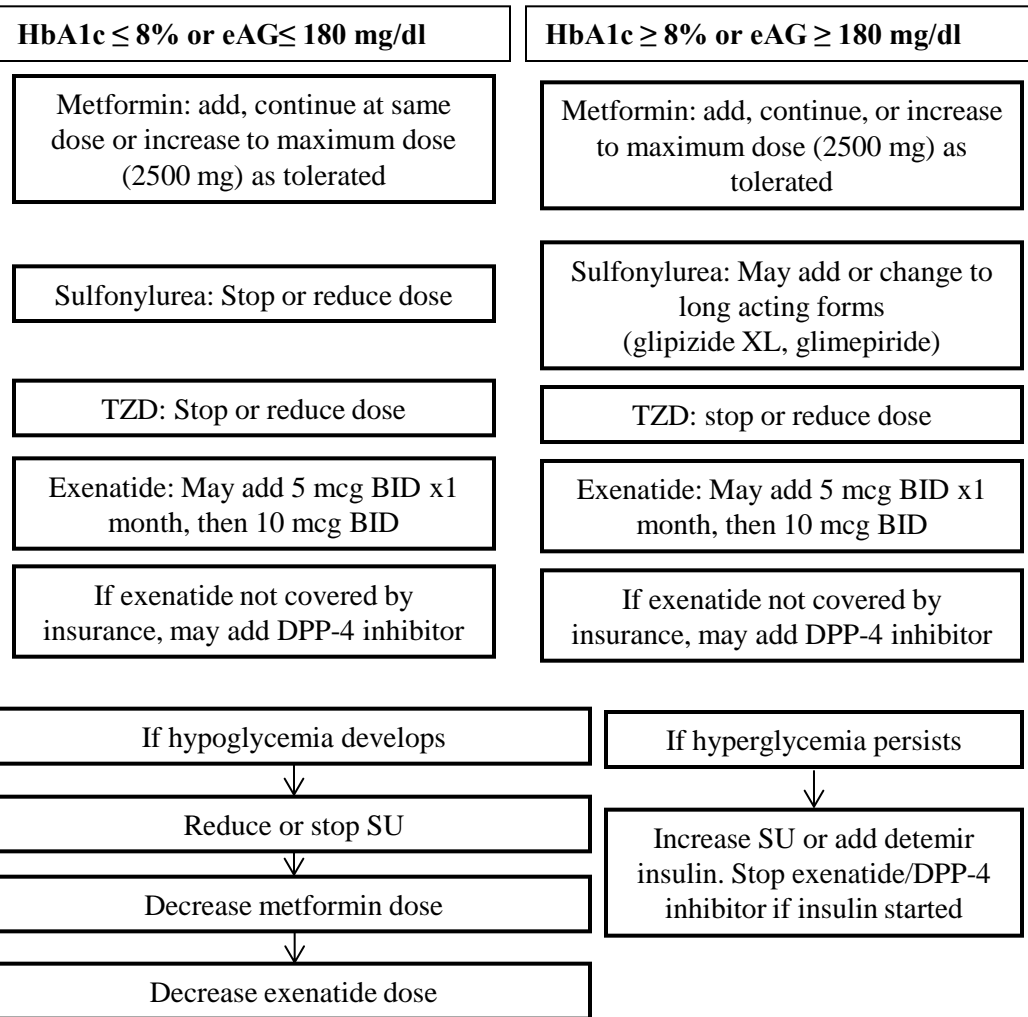 HbA1c ≤ 8% or eAG≤ 180 mg/dl
Metformin: add, continue at same
dose or increase to maximum dose
(2500 mg) as tolerated
Sulfonylurea: Stop or reduce dose
TZD: Stop or reduce dose
Exenatide: May add 5 mcg BID x1
month, then 10 mcg BID
If exenatide not covered by
insurance, may add DPP-4 inhibitor
HbA1c ≥ 8% or eAG ≥ 180 mg/dl
Metformin: add, continue, or increase
to maximum dose (2500 mg) as
tolerated
Sulfonylurea: May add or change to
long acting forms
(glipizide XL, glimepiride)
TZD: stop or reduce dose
Exenatide: May add 5 mcg BID x1
month, then 10 mcg BID
If exenatide not covered by
insurance, may add DPP-4 inhibitor
If hypoglycemia develops
Reduce or stop SU
Decrease metformin dose
Decrease exenatide dose
If hyperglycemia persists
Increase SU or add detemir
insulin. Stop exenatide/DPP-4
inhibitor if insulin started